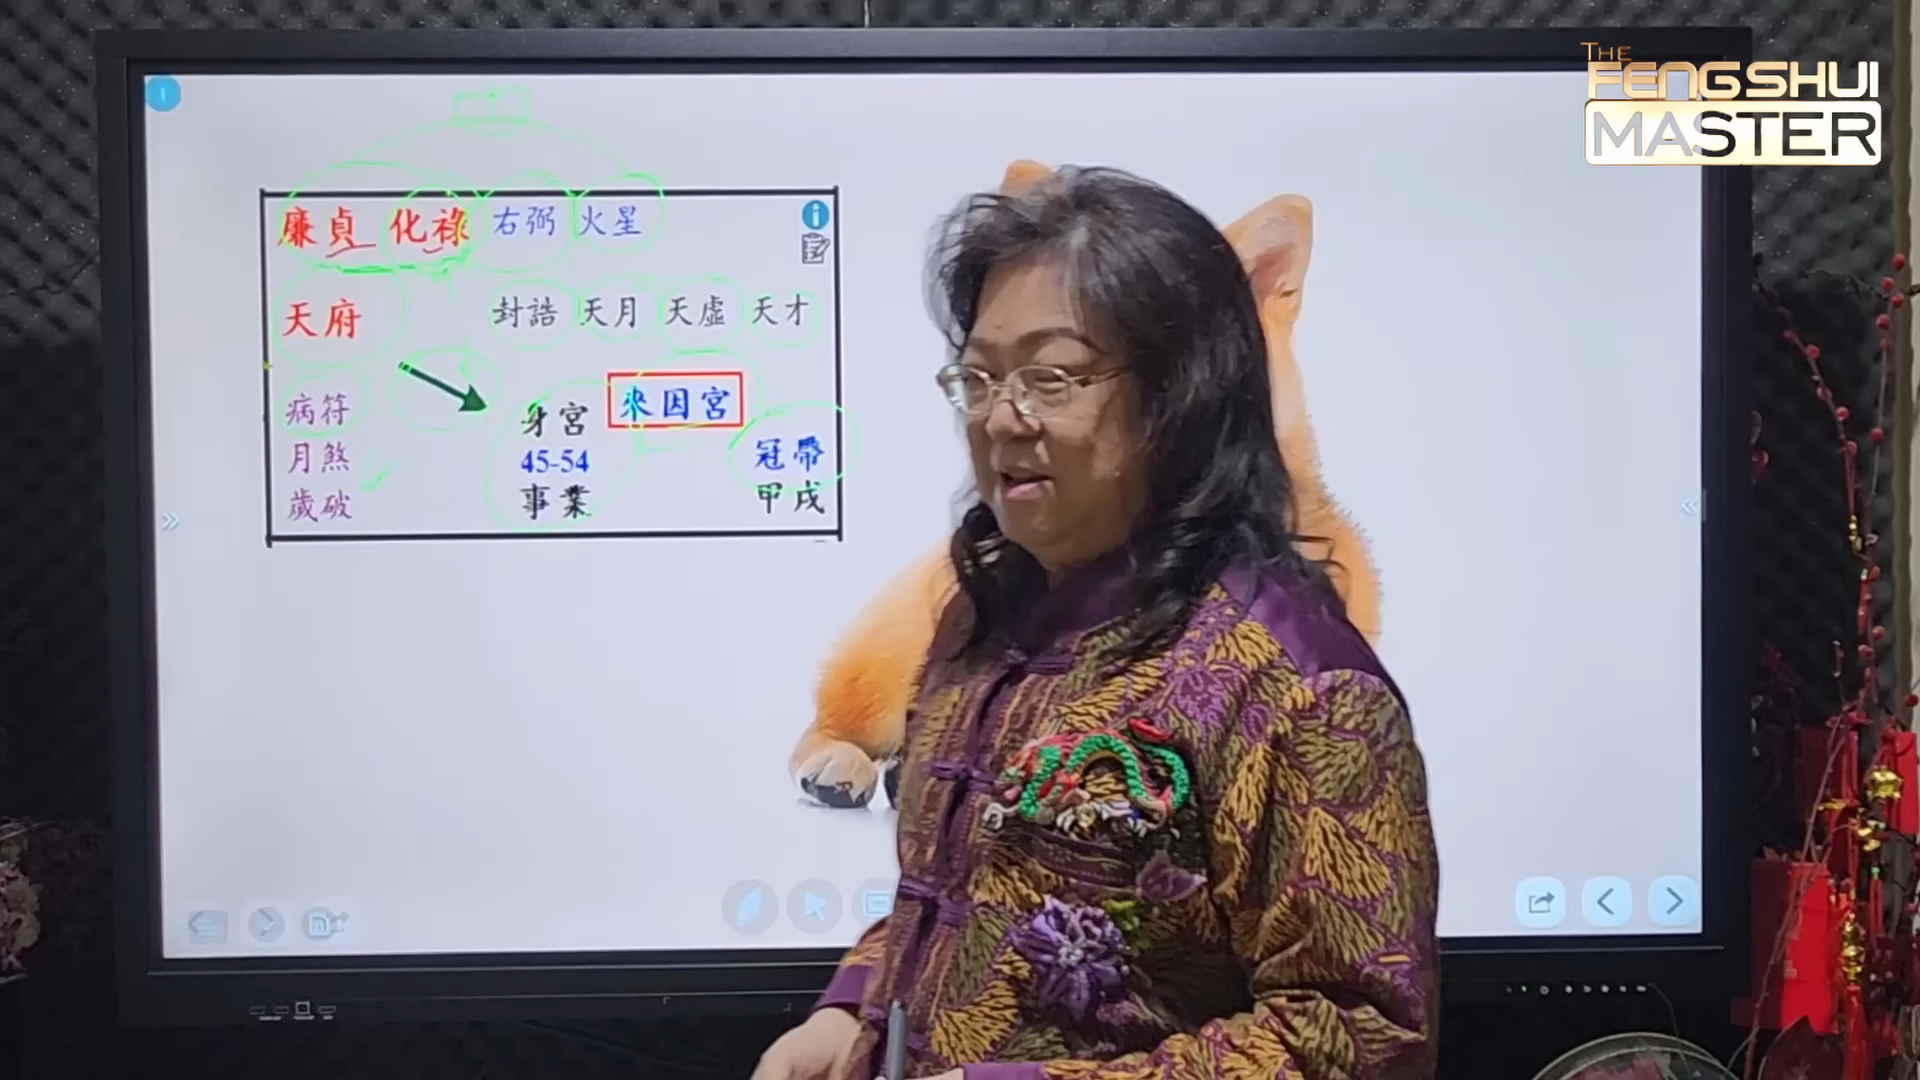 THE
FENG SHUI
MASTER
廉貞 化祿 右弼 火星
天府 封誥 天月 天虛 天才
病符 身宮 來因宮
月煞 45-54 冠帶
歲破 事業 甲戌